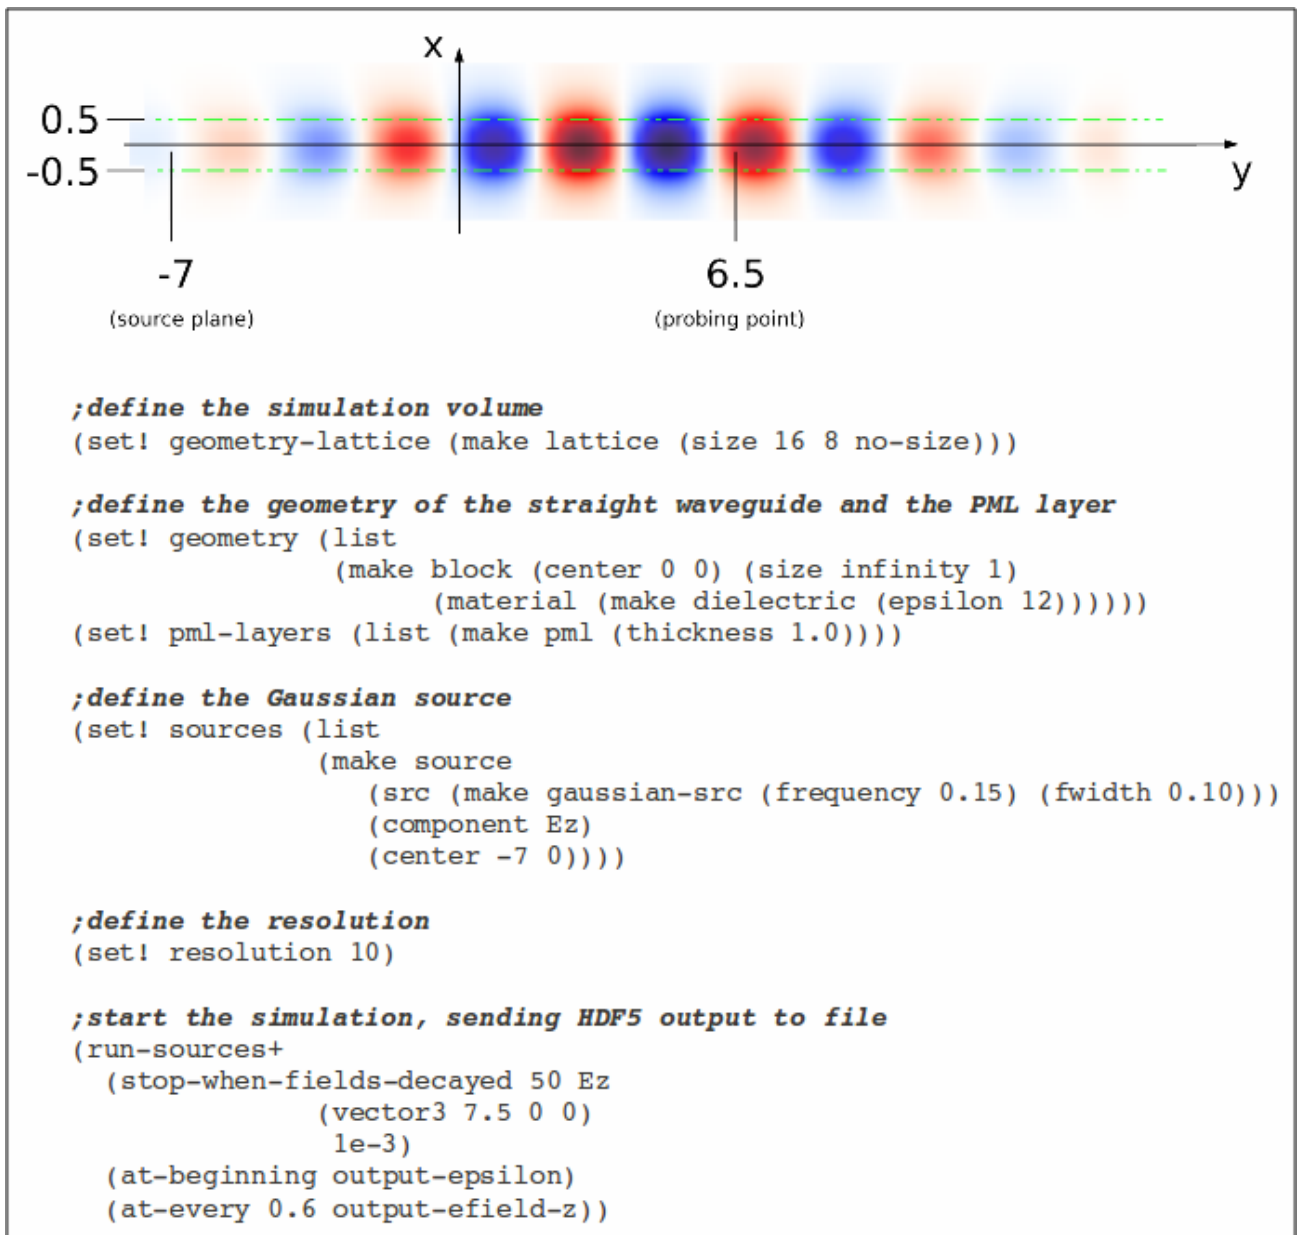 x
0.5
-0.5
y
-7
6.5
(source plane)
(probing point)
;define the simulation volume
(set! geometry-lattice (make lattice (size 16 8 no-size)))
;define the geometry of the straight waveguide and the PML layer
(set! geometry (list
(make block (center 0 0) (size infinity 1)
(material (make dielectric (epsilon 12))))))
(set! pml-layers (list (make pml (thickness 1.0))))
;define the Gaussian source
(set! sources (list
(make source
(src (make gaussian-src (frequency 0.15) (fwidth 0.10)))
(component Ez)
(center -7 0))))
;define the resolution
(set! resolution 10)
;start the simulation, sending HDF5 output to file
(run-sources+
(stop-when-fields-decayed 50 Ez
(vector3 7.5 0 0)
1e-3)
(at-beginning output-epsilon)
(at-every 0.6 output-efield-z))